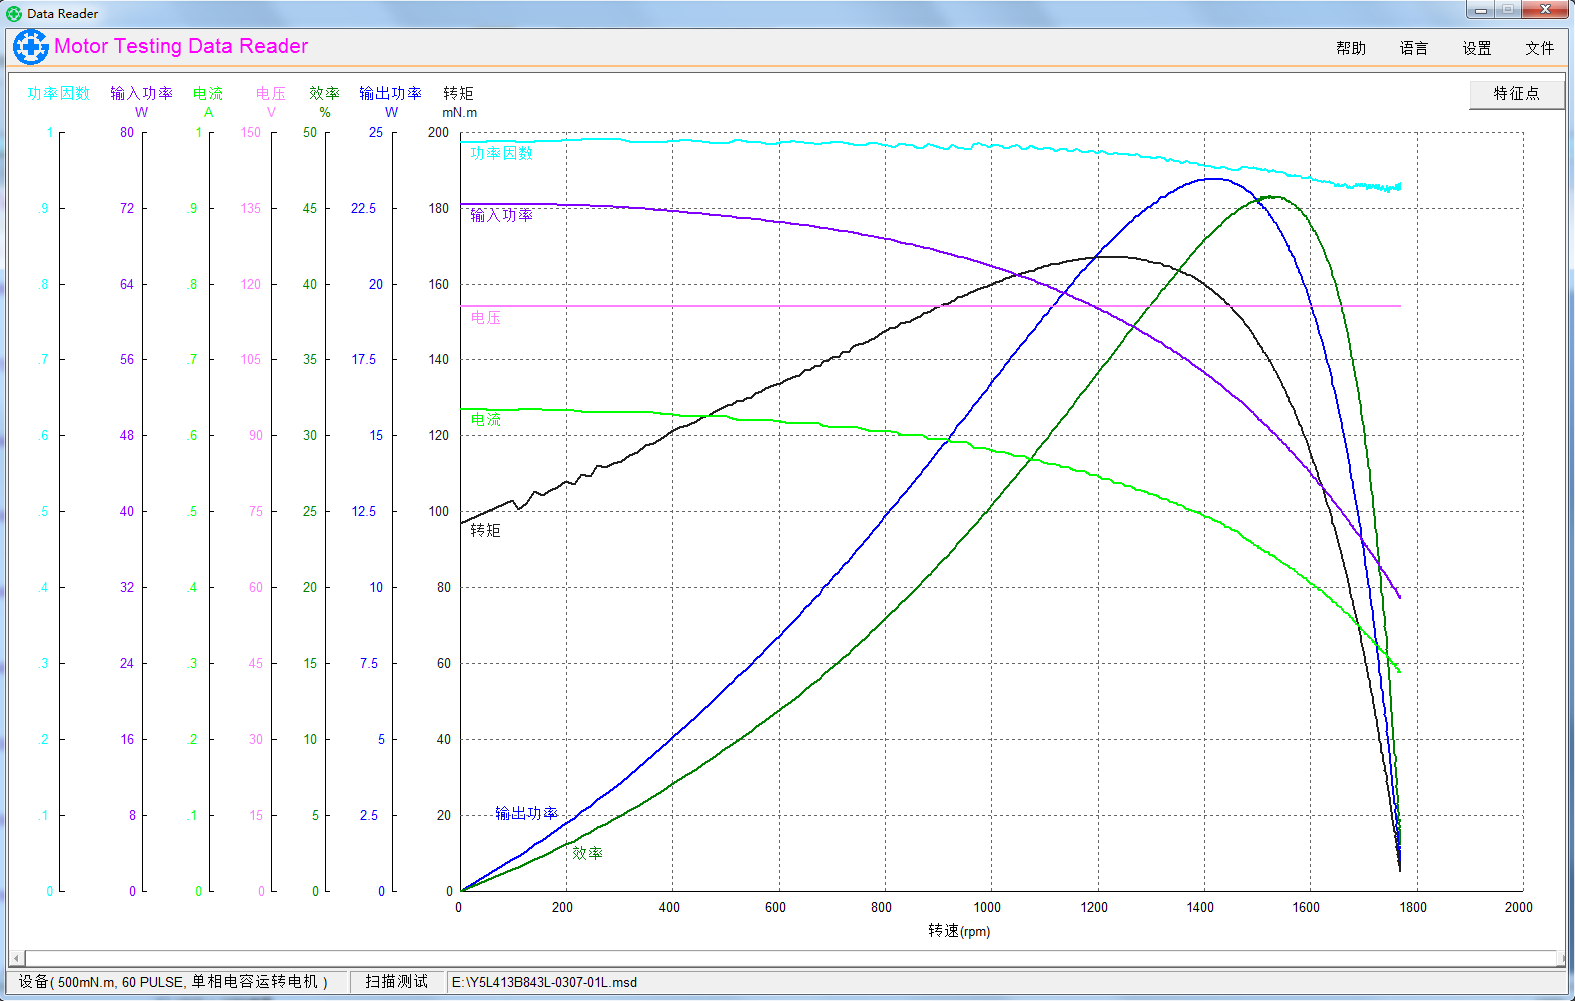 Data Reader
Motor Testing Data Reader
帮助 语言 设置 文件
功率因数 输入功率 电流 电压 效率 输出功率 转矩
W A V % W mN.m
特征点
1 80 1 150 50 25 200
功率因数
.9 72 .9 135 45 22.5 180
输入功率
.8 64 .8 120 40 20 160
电压
.7 56 .7 105 35 17.5 140
电流
.6 48 .6 90 30 15 120
.5 40 .5 75 25 12.5 100
转矩
.4 32 .4 60 20 10 80
.3 24 .3 45 15 7.5 60
.2 16 .2 30 10 5 40
.1 8 .1 15 5 2.5 20
输出功率
效率
0 0 0 0 0 0 0
0 200 400 600 800 1000 1200 1400 1600 1800 2000
转速(rpm)
设备( 500mN.m, 60 PULSE, 单相电容运转电机 ) 扫描测试 E:\Y5L413B843L-0307-01L.msd